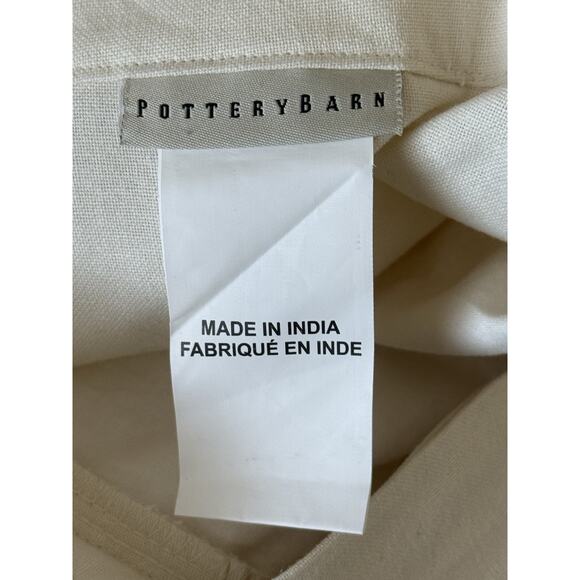 POTTERYBARN
MADE IN INDIA
FABRIQUÉ EN INDE